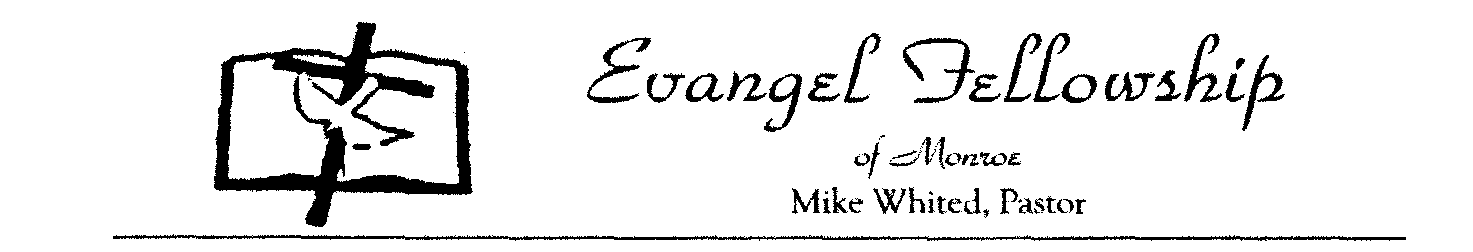 Evangel Fellowship
of Monroe
Mike Whited, Pastor